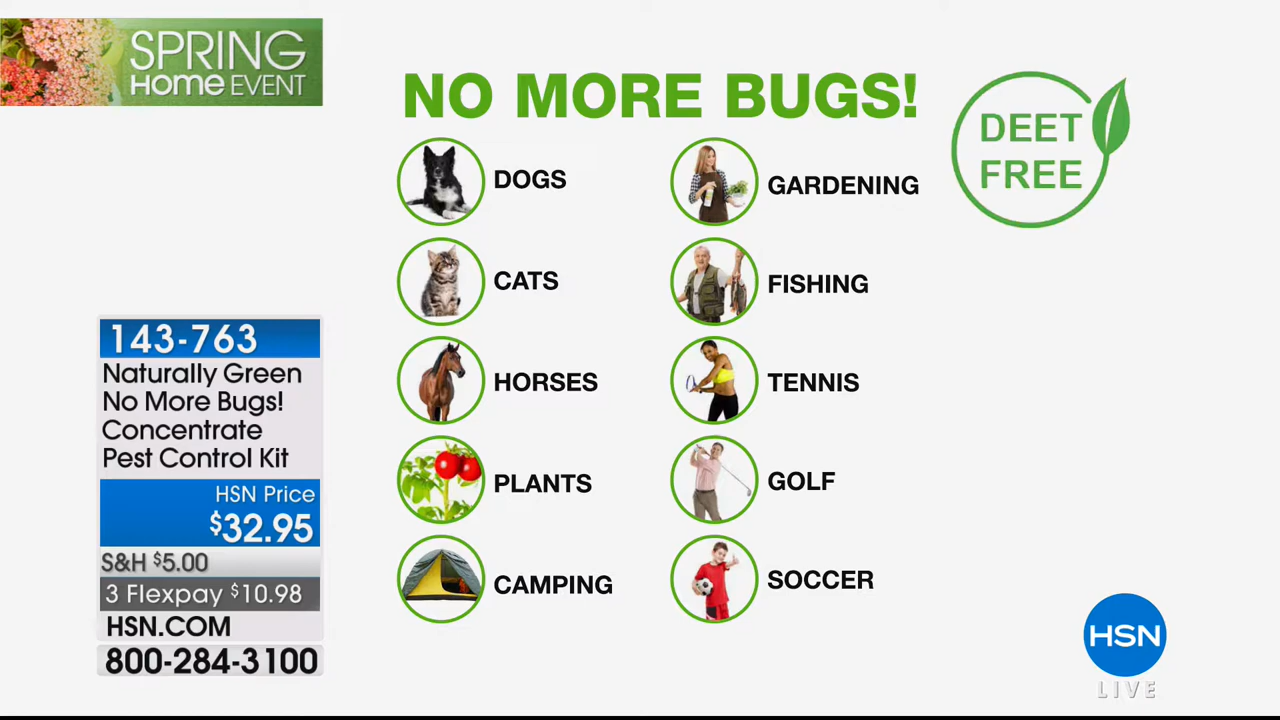 SPRING
Home EVENT
NO MORE BUGS!
DEET
FREE
DOGS
GARDENING
CATS
FISHING
HORSES
TENNIS
PLANTS
GOLF
CAMPING
SOCCER
143-763
Naturally Green
No More Bugs!
Concentrate
Pest Control Kit
HSN Price
$32.95
S&H $5.00
3 Flexpay $10.98
HSN.COM
800-284-3100
HSN
LIVE